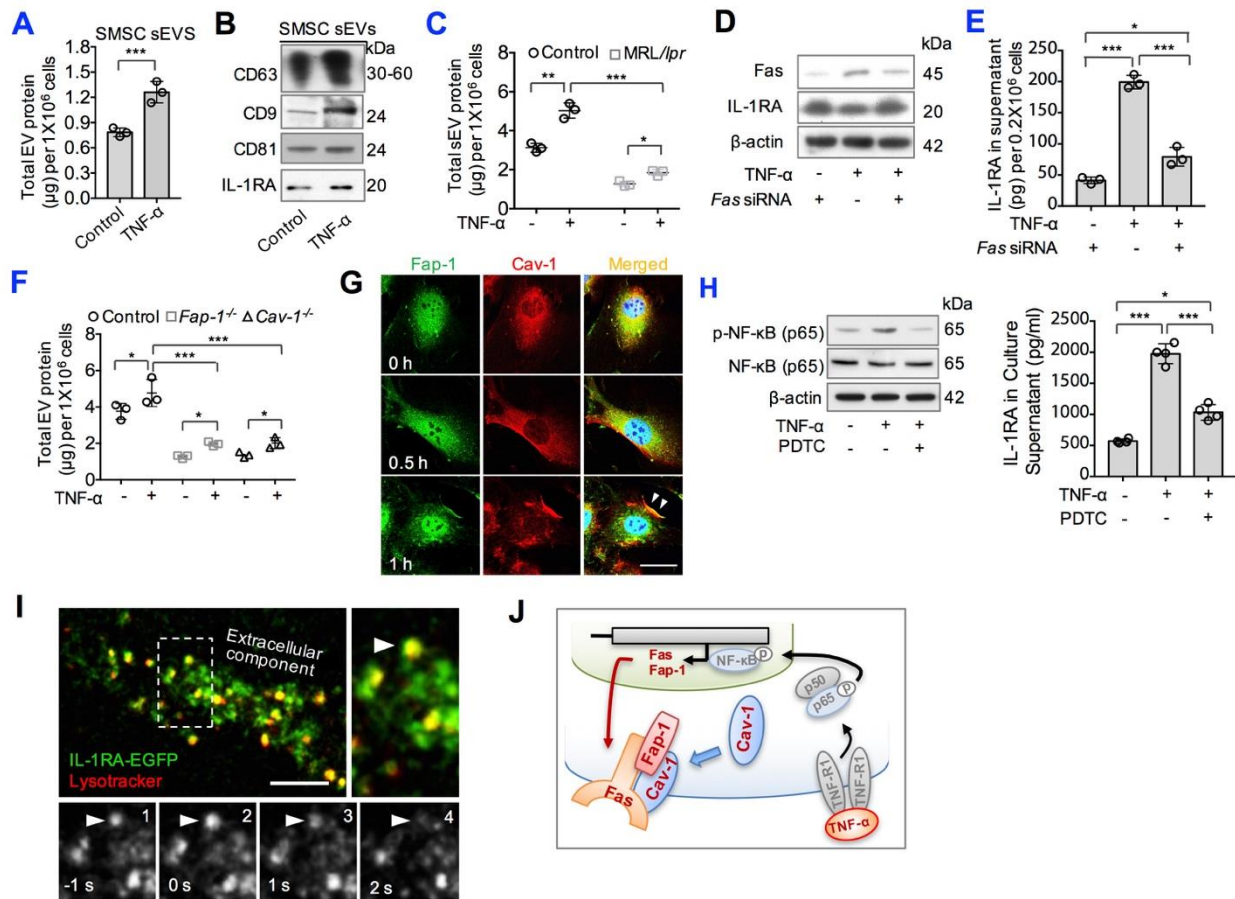 A
SMSC sEVS
Total EV protein
(μg) per 1X10⁶ cells
1.8
1.5
1.2
0.9
0.6
0.3
0
***
Control
TNF-α
B
SMSC sEVs
kDa
CD63
30-60
CD9
24
CD81
24
IL-1RA
20
Control
TNF-α
C
Control
MRL/lpr
Total sEV protein
(μg) per 1X10⁶ cells
8
6
4
2
0
**
***
*
TNF-α
-
+
-
+
D
kDa
Fas
45
IL-1RA
20
β-actin
42
TNF-α
-
+
+
Fas siRNA
+
-
+
E
IL-1RA in supernatant
(pg) per 0.2X10⁶ cells
250
200
150
100
50
0
*
***
***
TNF-α
-
+
+
Fas siRNA
+
-
+
F
Control
Fap-1⁻/⁻
Cav-1⁻/⁻
Total EV protein
(μg) per 1X10⁶ cells
8
6
4
2
0
*
***
***
*
*
TNF-α
-
+
-
+
-
+
G
Fap-1
Cav-1
Merged
0 h
0.5 h
1 h
H
kDa
p-NF-κB (p65)
65
NF-κB (p65)
65
β-actin
42
TNF-α
-
+
+
PDTC
-
-
+
IL-1RA in Culture
Supernatant (pg/ml)
2500
2000
1500
1000
500
0
*
***
***
TNF-α
-
+
+
PDTC
-
-
+
I
Extracellular
component
IL-1RA-EGFP
Lysotracker
1
-1 s
2
0 s
3
1 s
4
2 s
J
Fas
Fap-1
NF-κB
p
p50
p65
P
Fap-1
Cav-1
Fas
Cav-1
TNF-R1
TNF-R1
TNF-α